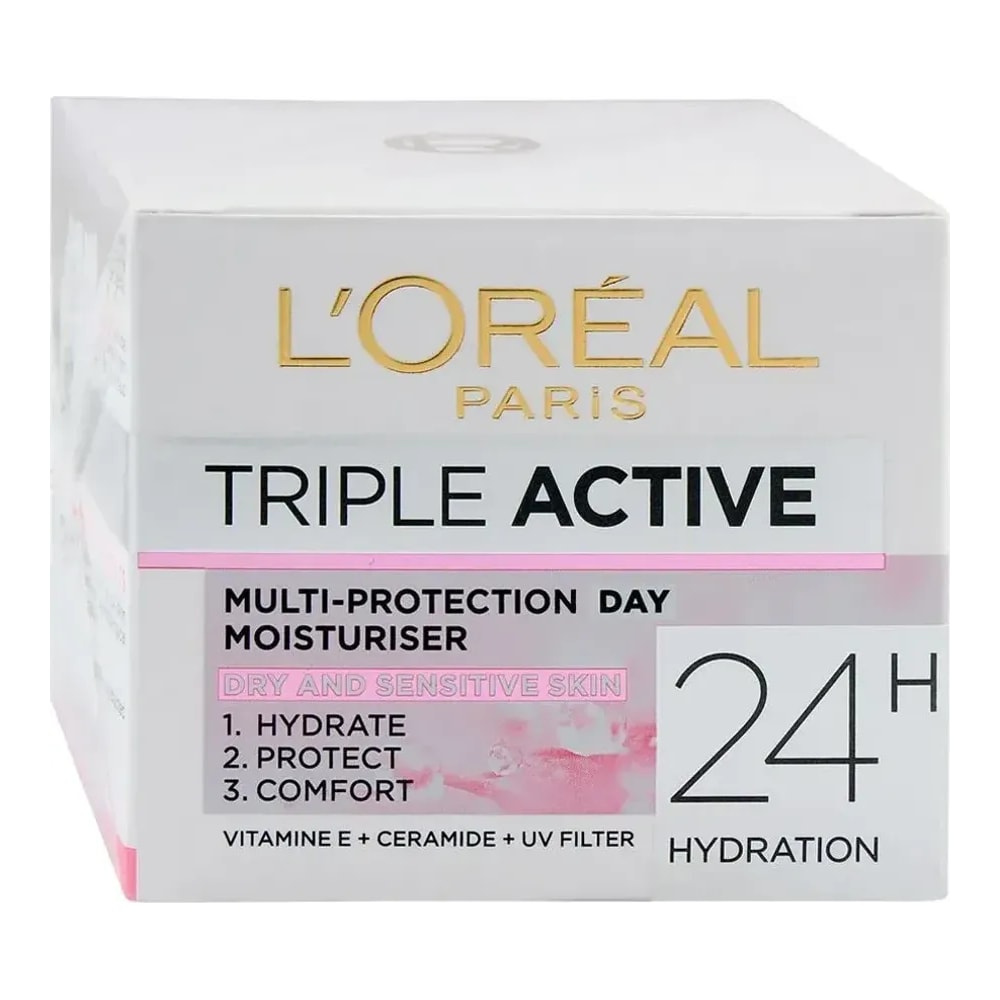 L'ORÉAL
PARiS
TRIPLE ACTIVE
MULTI-PROTECTION DAY
MOISTURISER
DRY AND SENSITIVE SKIN
1. HYDRATE
2. PROTECT
3. COMFORT
VITAMINE E + CERAMIDE + UV FILTER
24H
HYDRATION